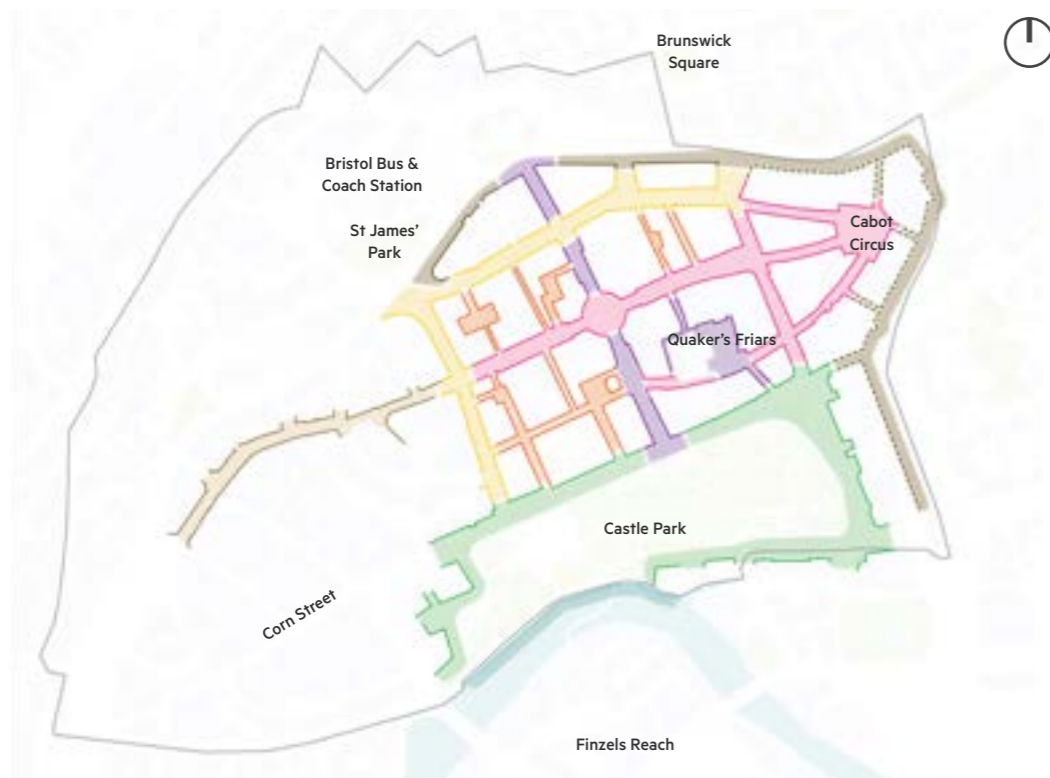 Brunswick
Square
Bristol Bus &
Coach Station
St James’
Park
Cabot
Circus
Quaker’s Friars
Castle Park
Corn Street
Finzels Reach